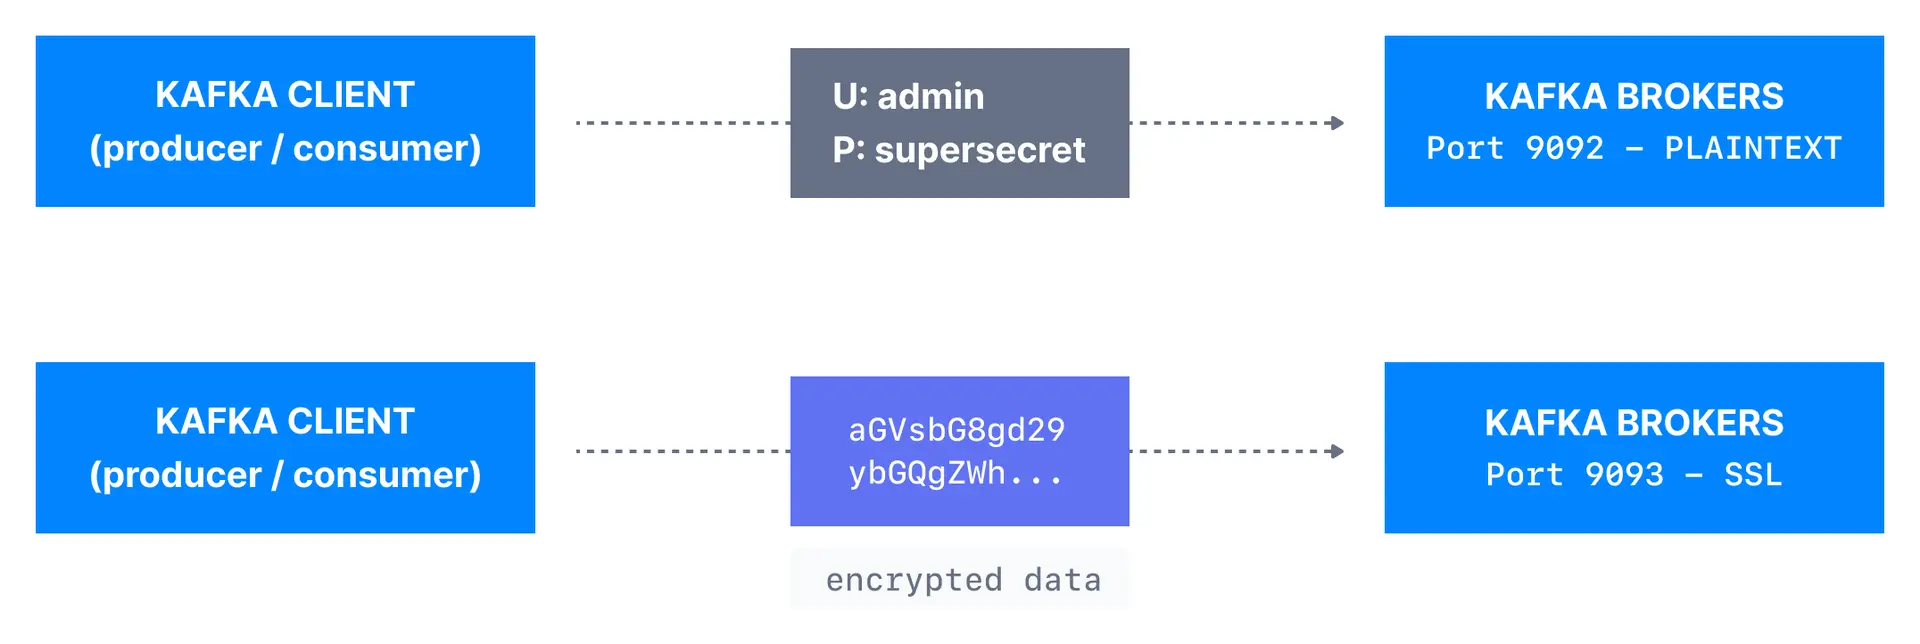 KAFKA CLIENT
(producer / consumer)
U: admin
P: supersecret
KAFKA BROKERS
Port 9092 – PLAINTEXT
KAFKA CLIENT
(producer / consumer)
aGVsbG8gd29
ybGQgZWh...
encrypted data
KAFKA BROKERS
Port 9093 – SSL